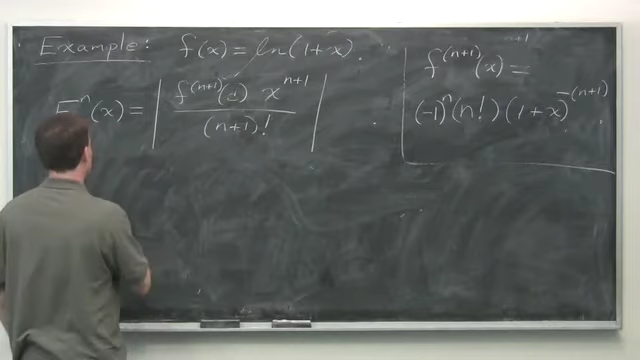 Example: f(x) = ln(1+x).
E^n(x) = | f^(n+1)(z) x^(n+1) / (n+1)! |
f^(n+1)(x) =
(-1)^n (n!) (1+x)^-(n+1)